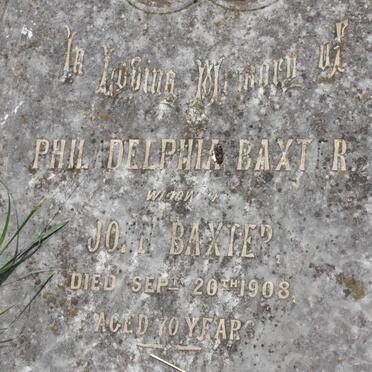 In Loving Memory of
PHILADELPHIA BAXTER.
WIDOW OF
JOHN BAXTER,
DIED SEPT 20TH 1908.
AGED 70 YEARS